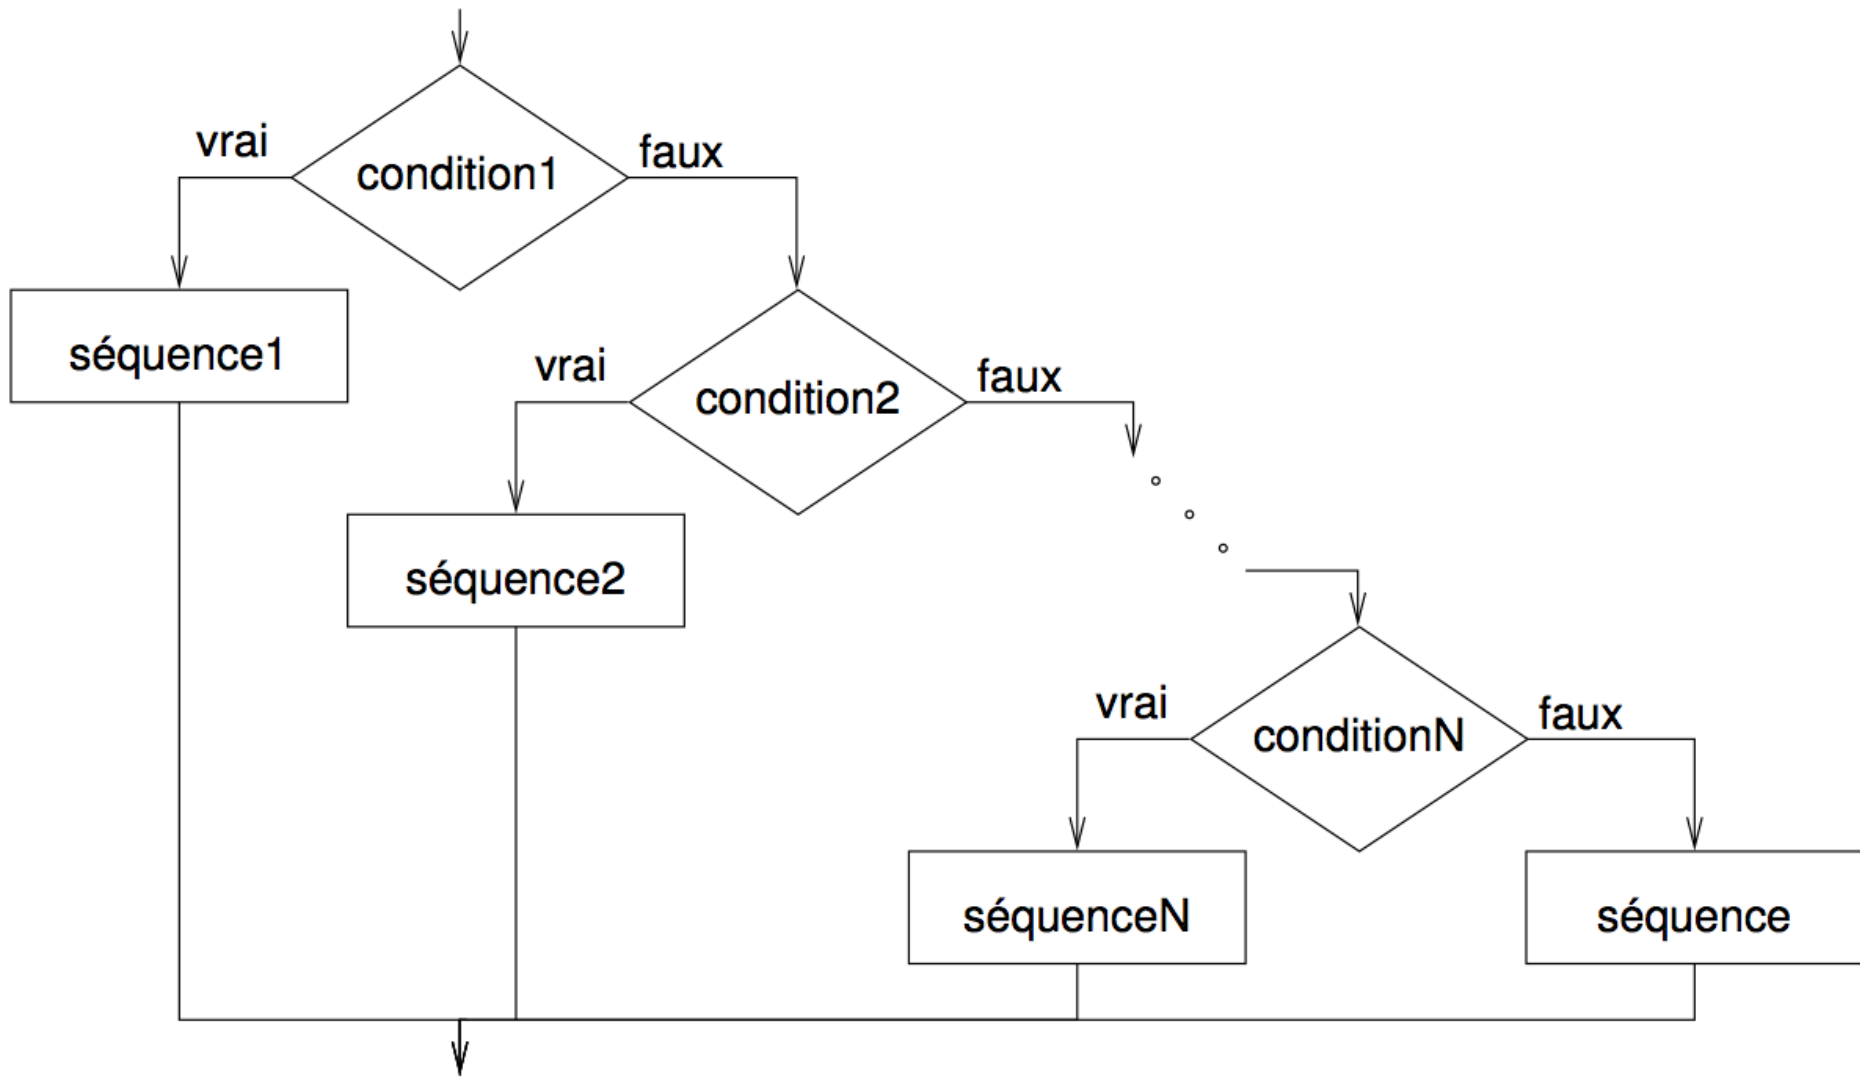 vrai
condition1
faux
séquence1
vrai
condition2
faux
séquence2
vrai
conditionN
faux
séquenceN
séquence